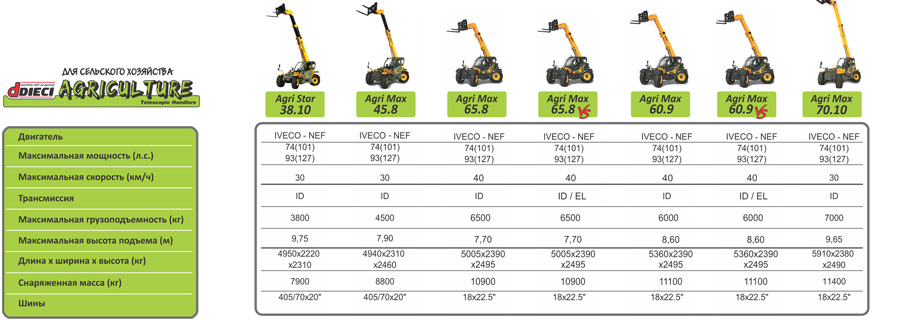 ДЛЯ СЕЛЬСКОГО ХОЗЯЙСТВА
DIECI AGRICULTURE
Telescopic Handlers
Agri Star 38.10
Agri Max 45.8
Agri Max 65.8
Agri Max 65.8 VS
Agri Max 60.9
Agri Max 60.9 VS
Agri Max 70.10
Двигатель IVECO - NEF IVECO - NEF IVECO - NEF IVECO - NEF IVECO - NEF IVECO - NEF IVECO - NEF
Максимальная мощность (л.с.) 74(101) 74(101) 74(101) 74(101) 74(101) 74(101) 74(101)
93(127) 93(127) 93(127) 93(127) 93(127) 93(127) 93(127)
Максимальная скорость (км/ч) 30 30 40 40 40 40 30
Трансмиссия ID ID ID ID / EL ID ID / EL ID
Максимальная грузоподъемность (кг) 3800 4500 6500 6500 6000 6000 7000
Максимальная высота подъема (м) 9,75 7,90 7,70 7,70 8,60 8,60 9,65
Длина х ширина х высота (кг) 4950x2220 4940x2310 5005x2390 5005x2390 5360x2390 5360x2390 5910x2380
x2310 x2460 x2495 x2495 x2495 x2495 x2490
Снаряженная масса (кг) 7900 8800 10900 10900 11100 11100 11400
Шины 405/70x20" 405/70x20" 18x22.5" 18x22.5" 18x22.5" 18x22.5" 18x22.5"